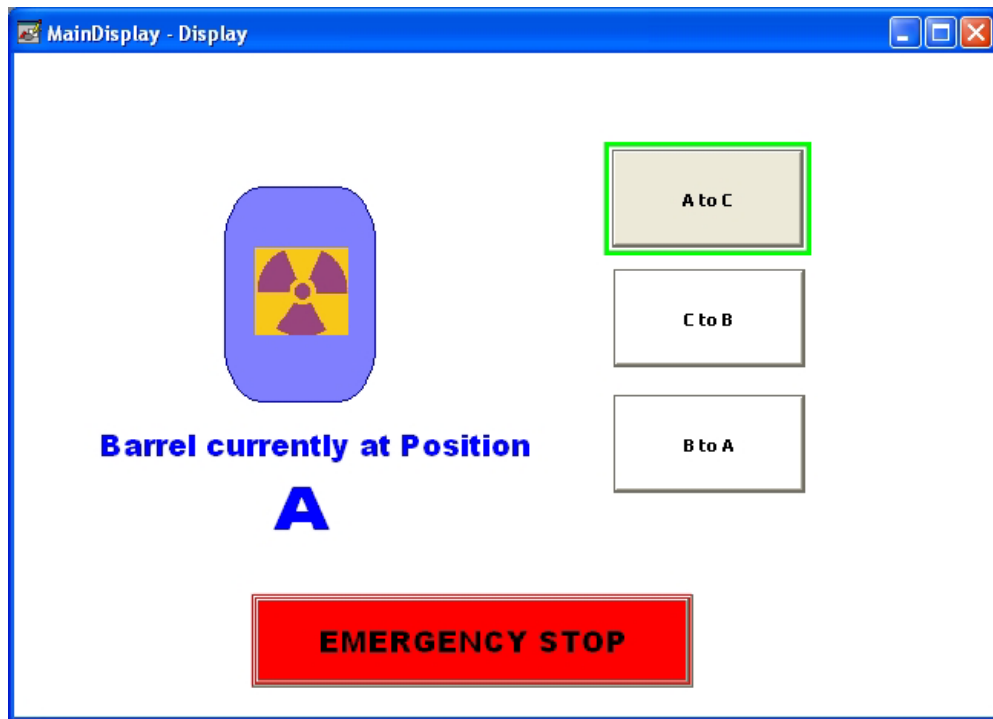 MainDisplay - Display
A to C
C to B
B to A
Barrel currently at Position
A
EMERGENCY STOP